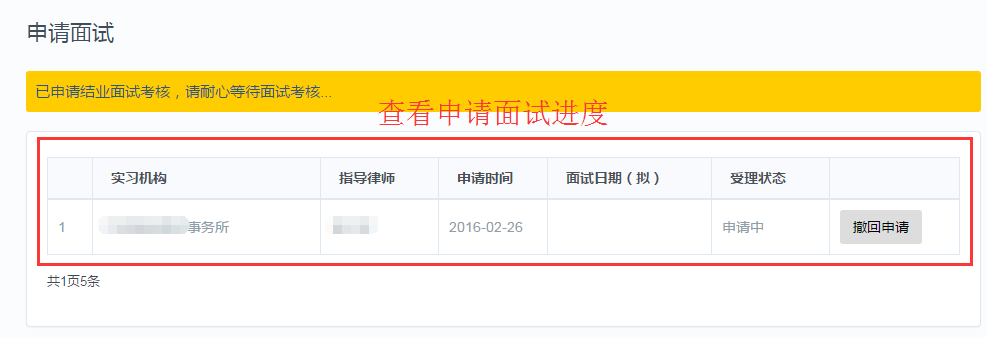 申请面试
已申请结业面试考核，请耐心等待面试考核...
查看申请面试进度
实习机构 指导律师 申请时间 面试日期（拟） 受理状态
1 事务所 2016-02-26 申请中 撤回申请
共1页5条